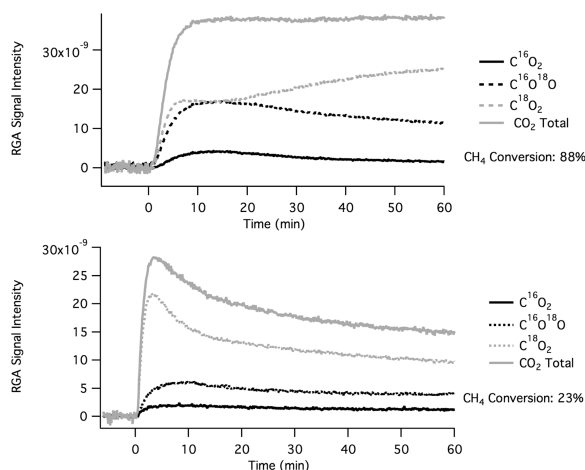 RGA Signal Intensity
30x10⁻⁹
20
10
0
0 10 20 30 40 50 60
Time (min)
C¹⁶O₂
C¹⁶O¹⁸O
C¹⁸O₂
CO₂ Total
CH₄ Conversion: 88%
RGA Signal Intensity
30x10⁻⁹
25
20
15
10
5
0
0 10 20 30 40 50 60
Time (min)
C¹⁶O₂
C¹⁶O¹⁸O
C¹⁸O₂
CO₂ Total
CH₄ Conversion: 23%